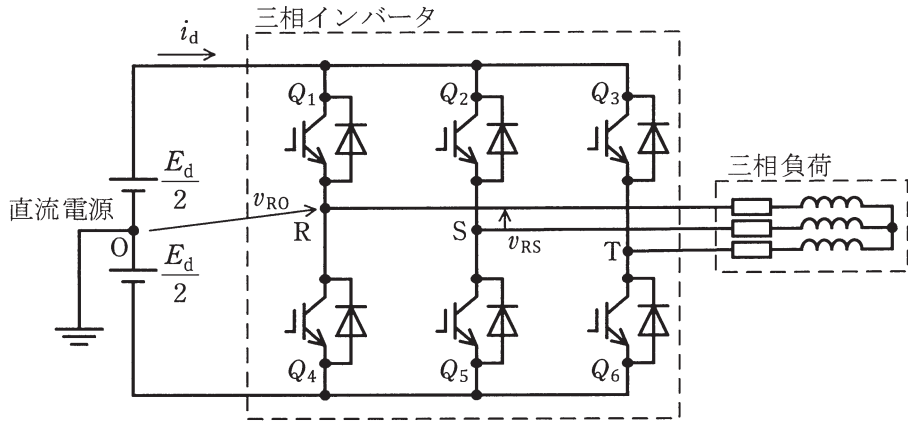 三相インバータ
i_d
Q_1
Q_2
Q_3
三相負荷
E_d/2
v_RO
直流電源
R
S
v_RS
O
T
E_d/2
Q_4
Q_5
Q_6